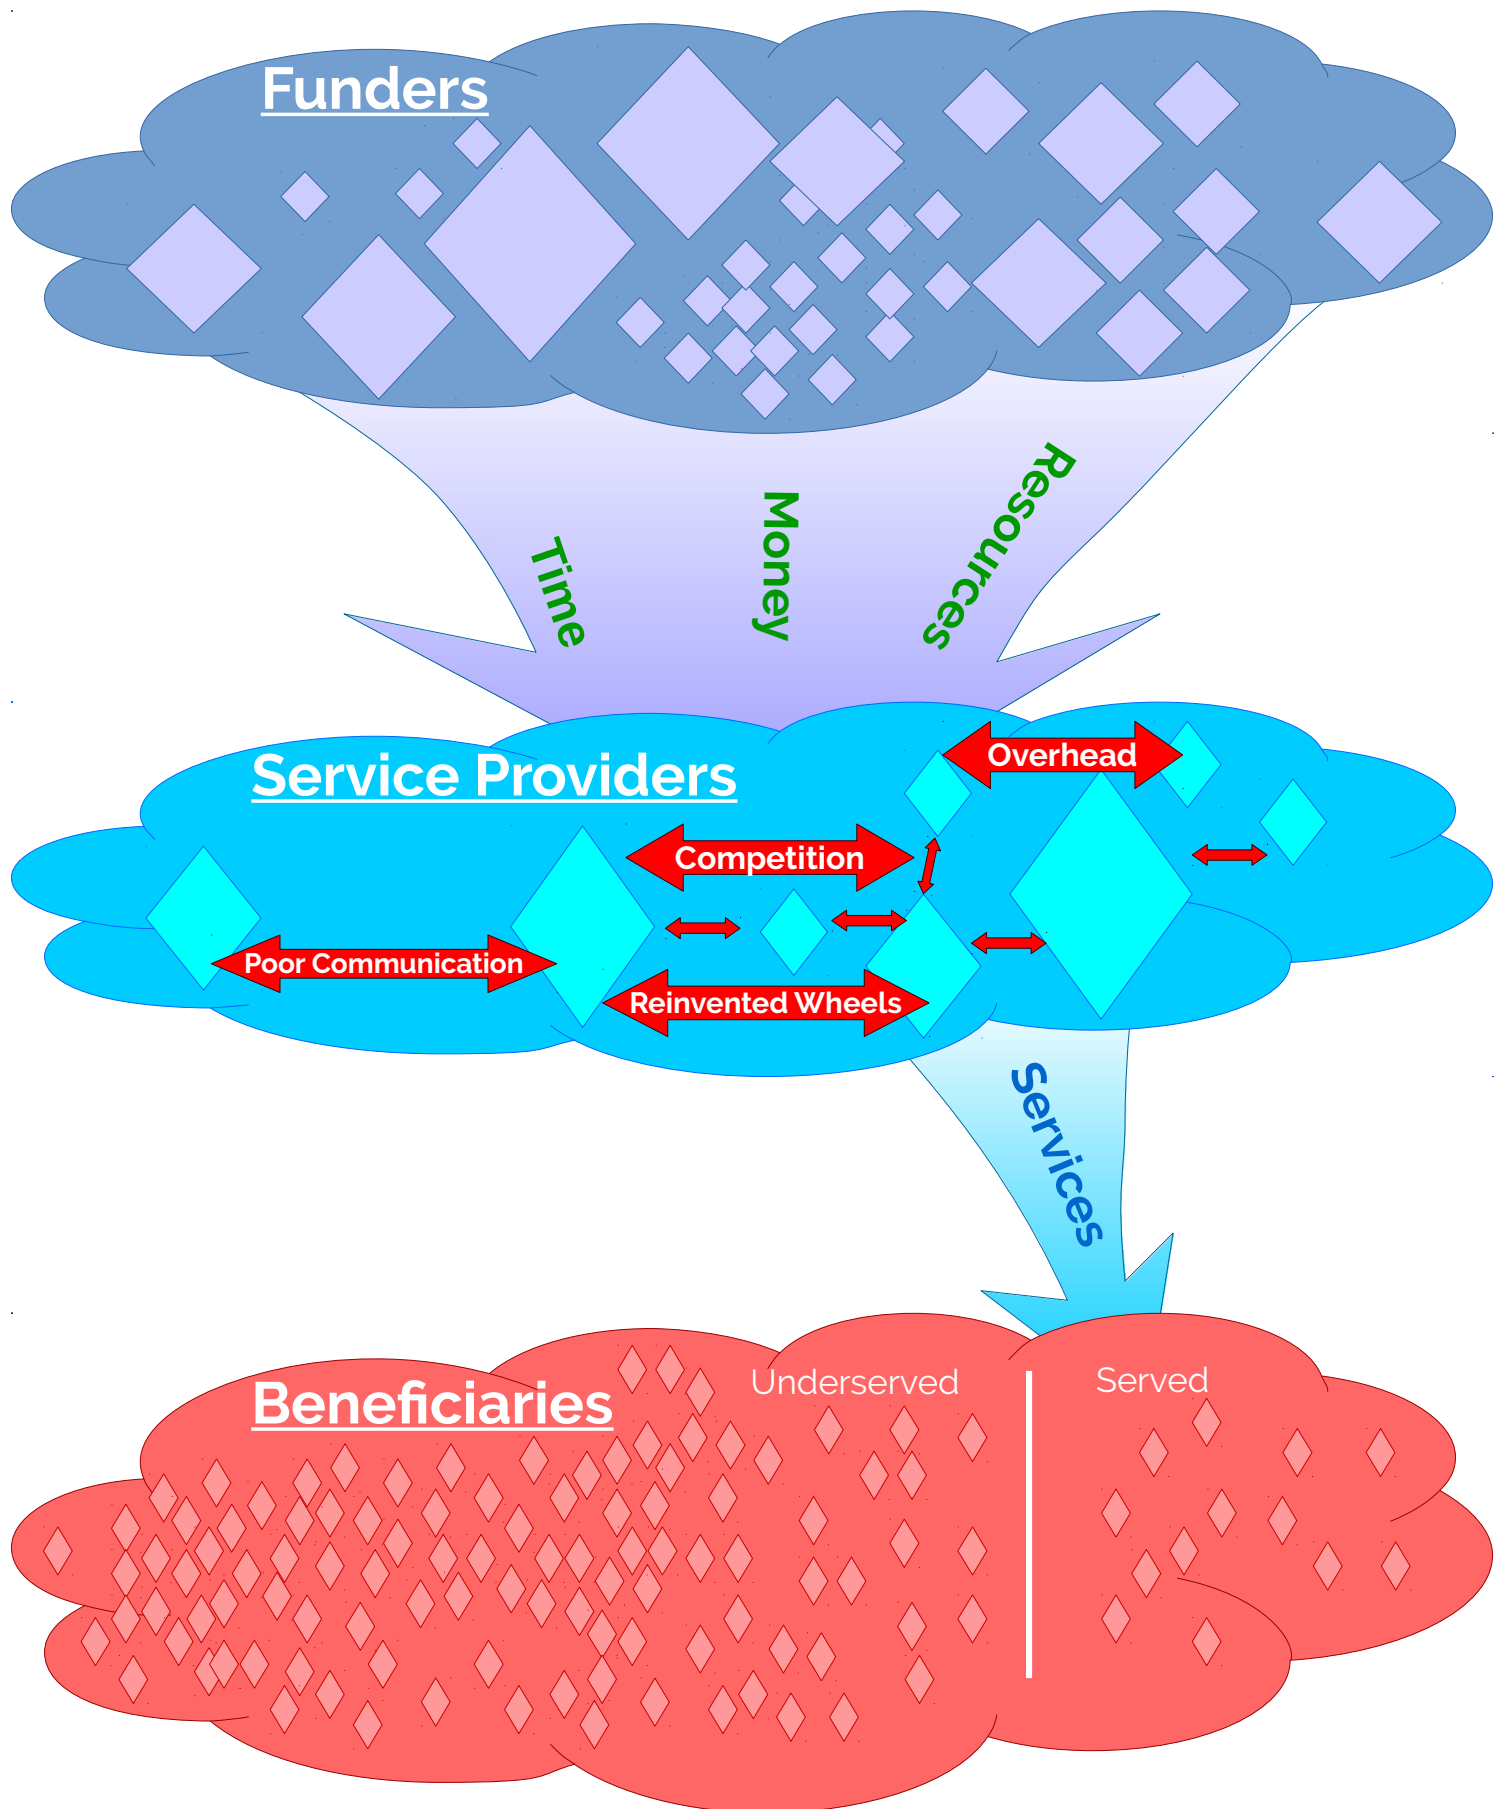 Funders
Time
Money
Resources
Service Providers
Overhead
Competition
Poor Communication
Reinvented Wheels
Services
Beneficiaries
Underserved
Served